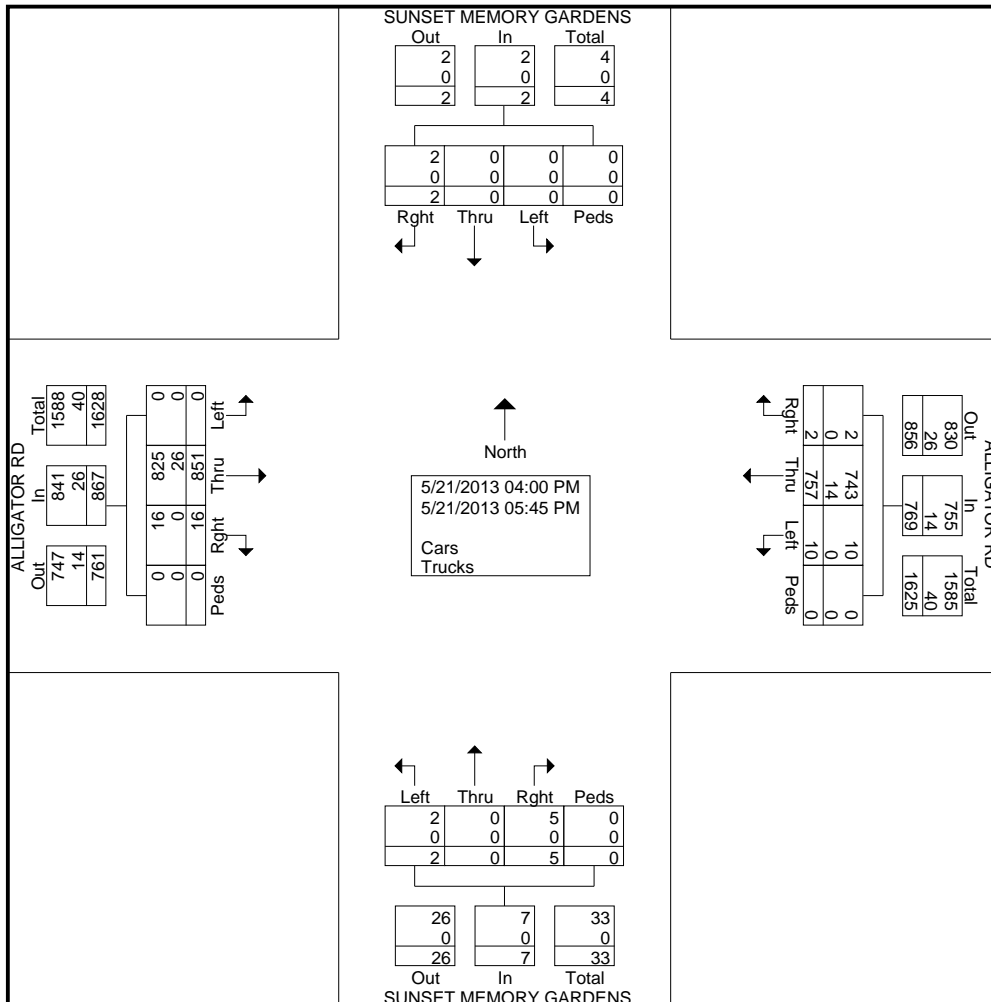 SUNSET MEMORY GARDENS
Out In Total
2 2 4
0 0 0
2 2 4
2 0 0 0
0 0 0 0
2 0 0 0
Rght Thru Left Peds
ALLIGATOR RD
Total In Out
1588 841 747
40 26 14
1628 867 761
0 825 16 0
0 26 0 0
0 851 16 0
Left Thru Rght Peds
North
5/21/2013 04:00 PM
5/21/2013 05:45 PM
Cars
Trucks
ALLIGATOR RD
Out In Total
830 755 1585
26 14 40
856 769 1625
2 743 10 0
0 14 0 0
2 757 10 0
Rght Thru Left Peds
Left Thru Rght Peds
2 0 5 0
0 0 0 0
2 0 5 0
26 7 33
0 0 0
26 7 33
Out In Total
SUNSET MEMORY GARDENS